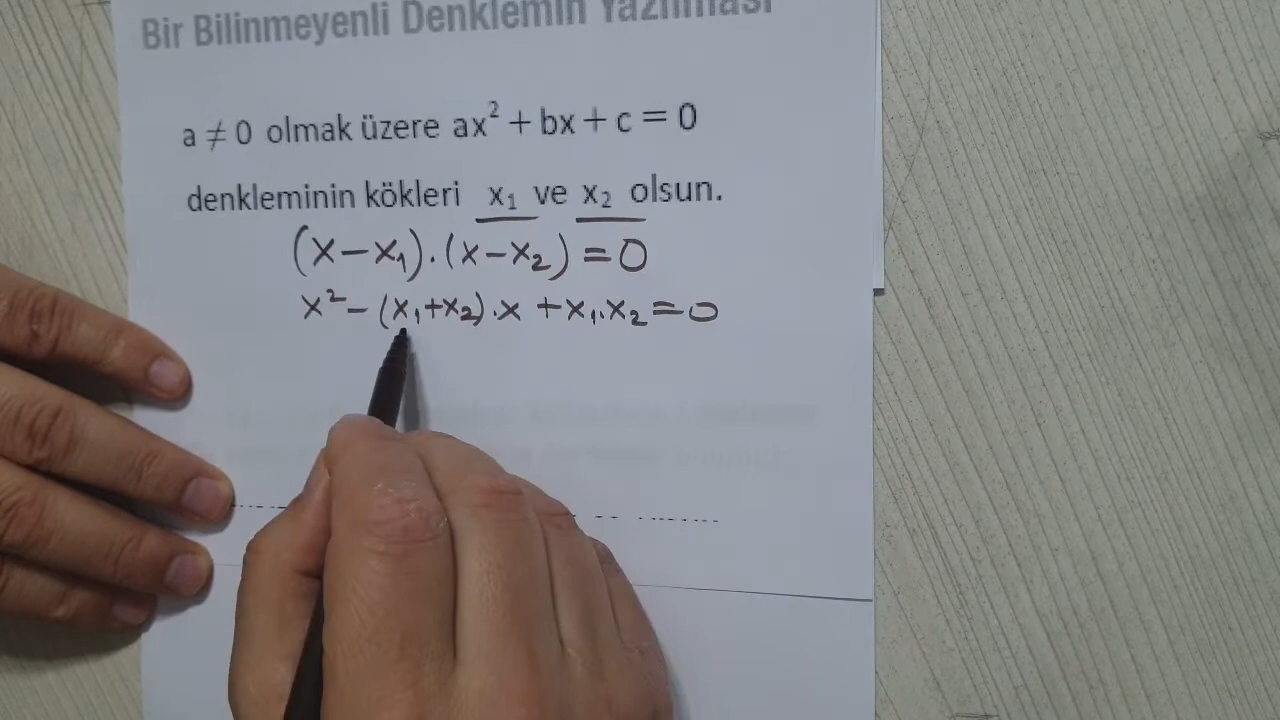 Bir Bilinmeyenli Denklemin Yazılması
a ≠ 0 olmak üzere ax² + bx + c = 0
denkleminin kökleri x₁ ve x₂ olsun.
(x-x₁).(x-x₂)=0
x²-(x₁+x₂).x+x₁.x₂=0